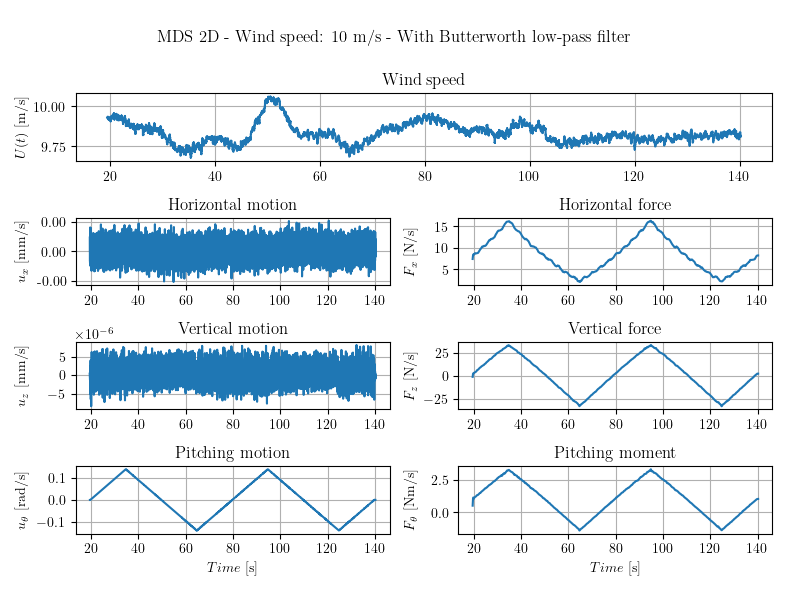 MDS 2D - Wind speed: 10 m/s - With Butterworth low-pass filter
Wind speed
U(t) [m/s]
10.00
9.75
20 40 60 80 100 120 140
Horizontal motion
u_x [mm/s]
0.00
0.00
-0.00
20 40 60 80 100 120 140
Horizontal force
F_x [N/s]
15
10
5
20 40 60 80 100 120 140
Vertical motion
×10⁻⁶
u_z [mm/s]
5
0
−5
20 40 60 80 100 120 140
Vertical force
F_z [N/s]
25
0
−25
20 40 60 80 100 120 140
Pitching motion
u_θ [rad/s]
0.1
0.0
−0.1
20 40 60 80 100 120 140
Time [s]
Pitching moment
F_θ [Nm/s]
2.5
0.0
20 40 60 80 100 120 140
Time [s]